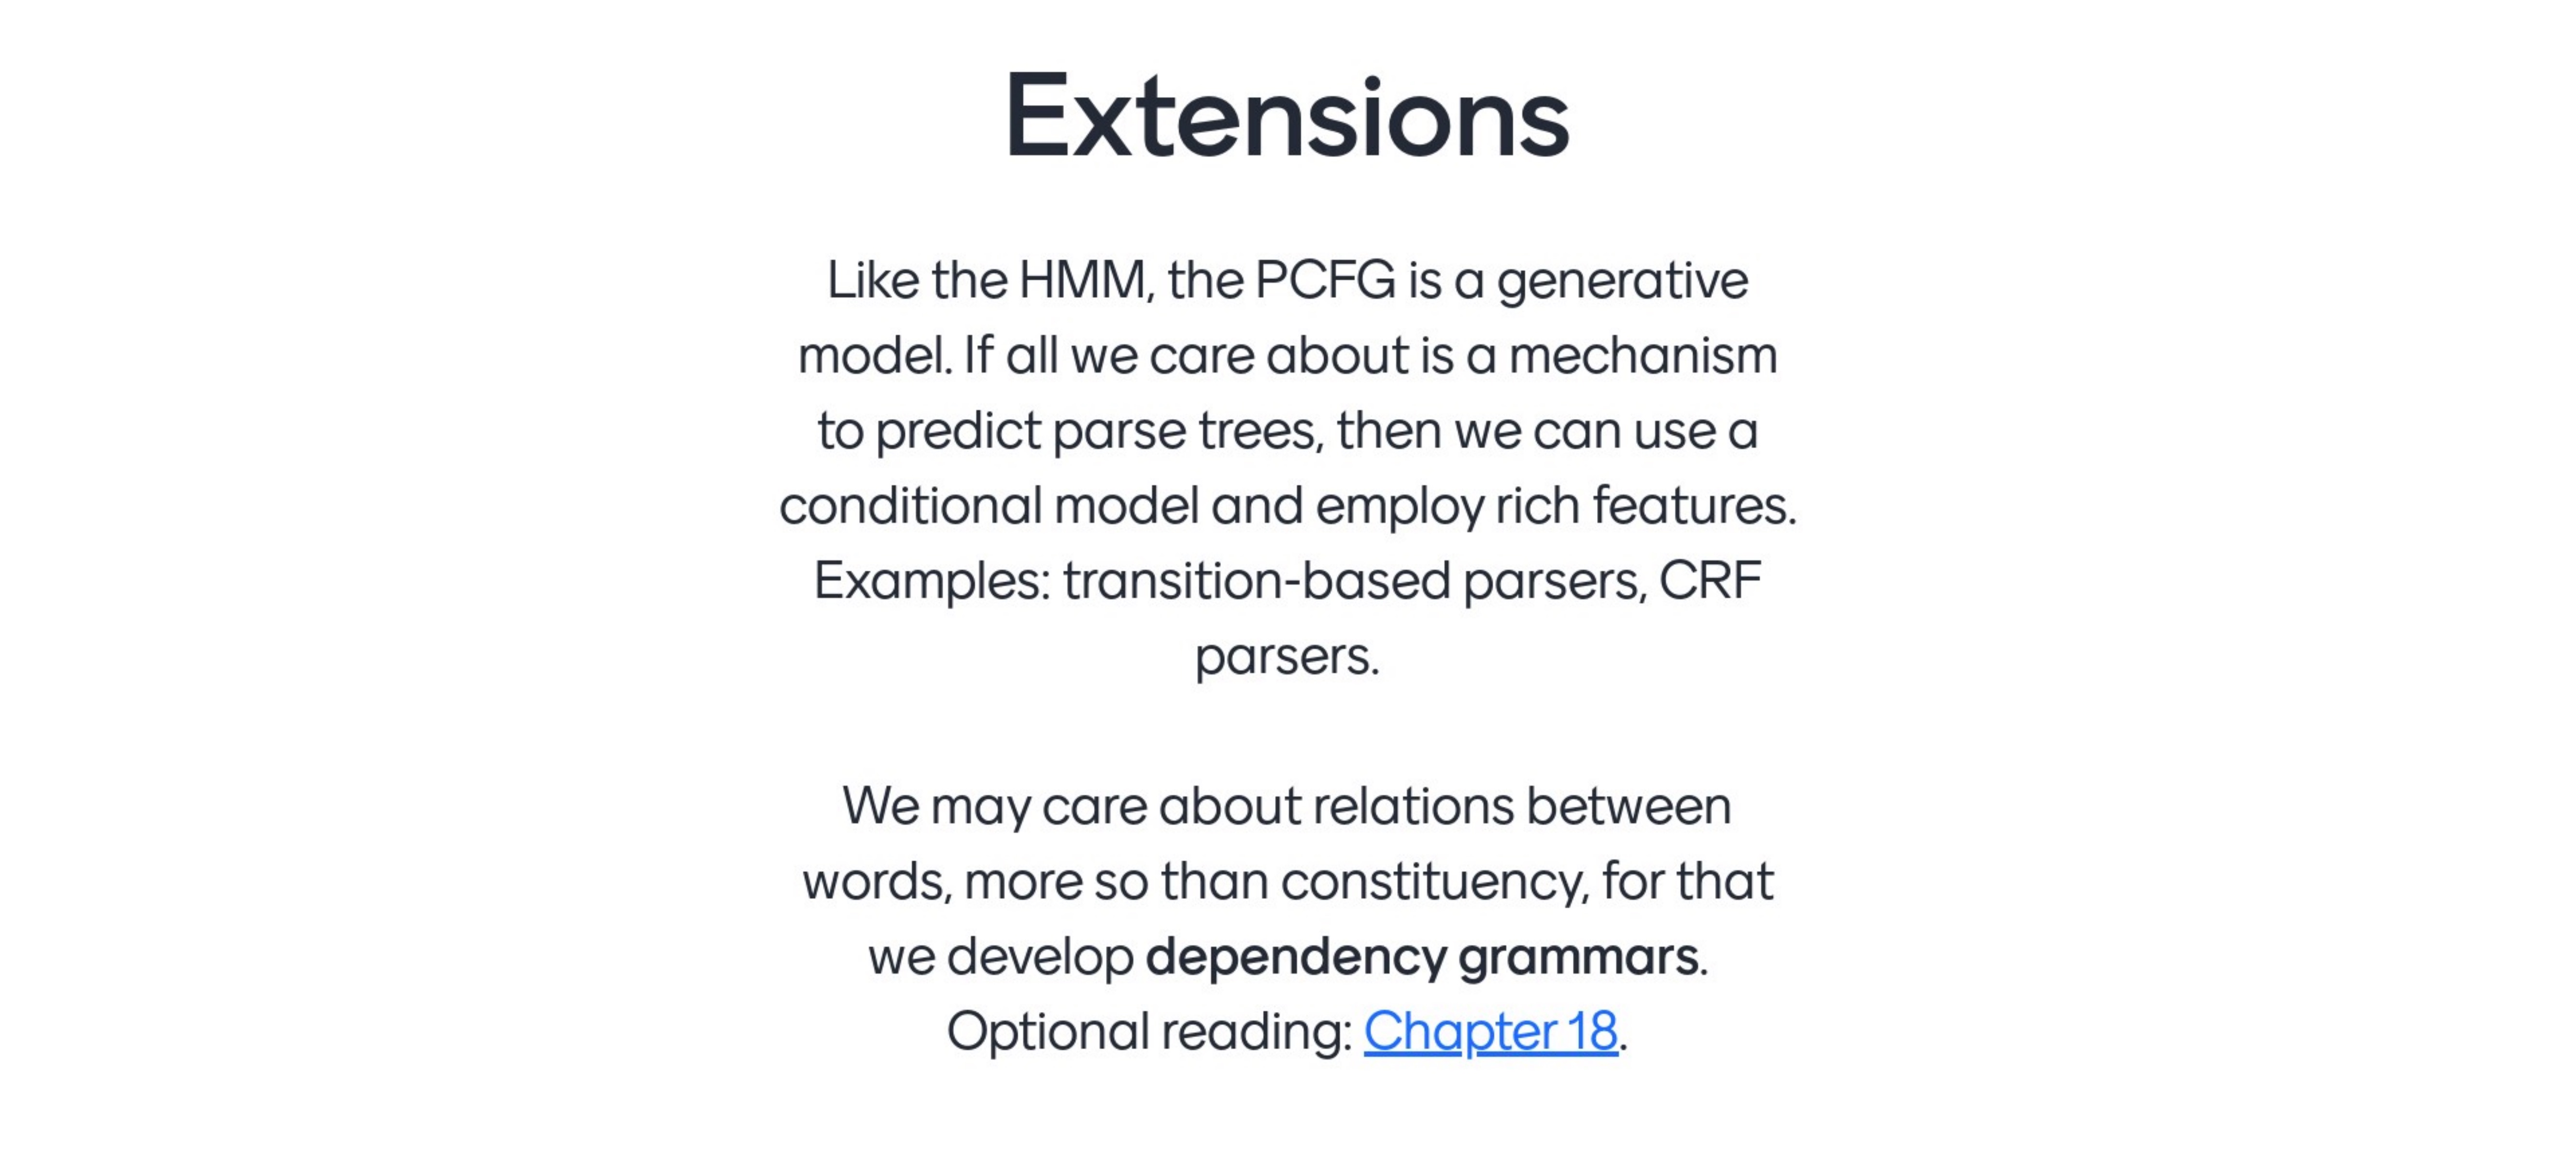 Extensions
Like the HMM, the PCFG is a generative
model. If all we care about is a mechanism
to predict parse trees, then we can use a
conditional model and employ rich features.
Examples: transition-based parsers, CRF
parsers.
We may care about relations between
words, more so than constituency, for that
we develop dependency grammars.
Optional reading: Chapter 18.